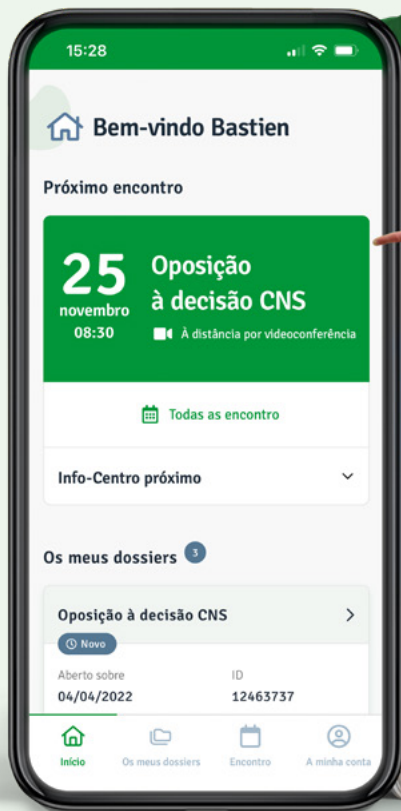 15:28
Bem-vindo Bastien
Próximo encontro
25
novembro
08:30
Oposição
à decisão CNS
À distância por videoconferência
Todas as encontro
Info-Centro próximo
Os meus dossiers 3
Oposição à decisão CNS
Novo
Aberto sobre
04/04/2022
ID
12463737
Início
Os meus dossiers
Encontro
A minha conta